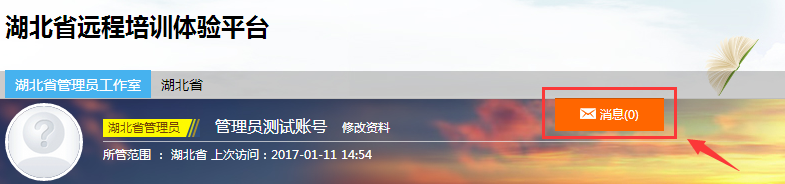 湖北省远程培训体验平台
湖北省管理员工作室 湖北省
消息(0)
湖北省管理员 管理员测试账号 修改资料
所管范围 ： 湖北省 上次访问：2017-01-11 14:54